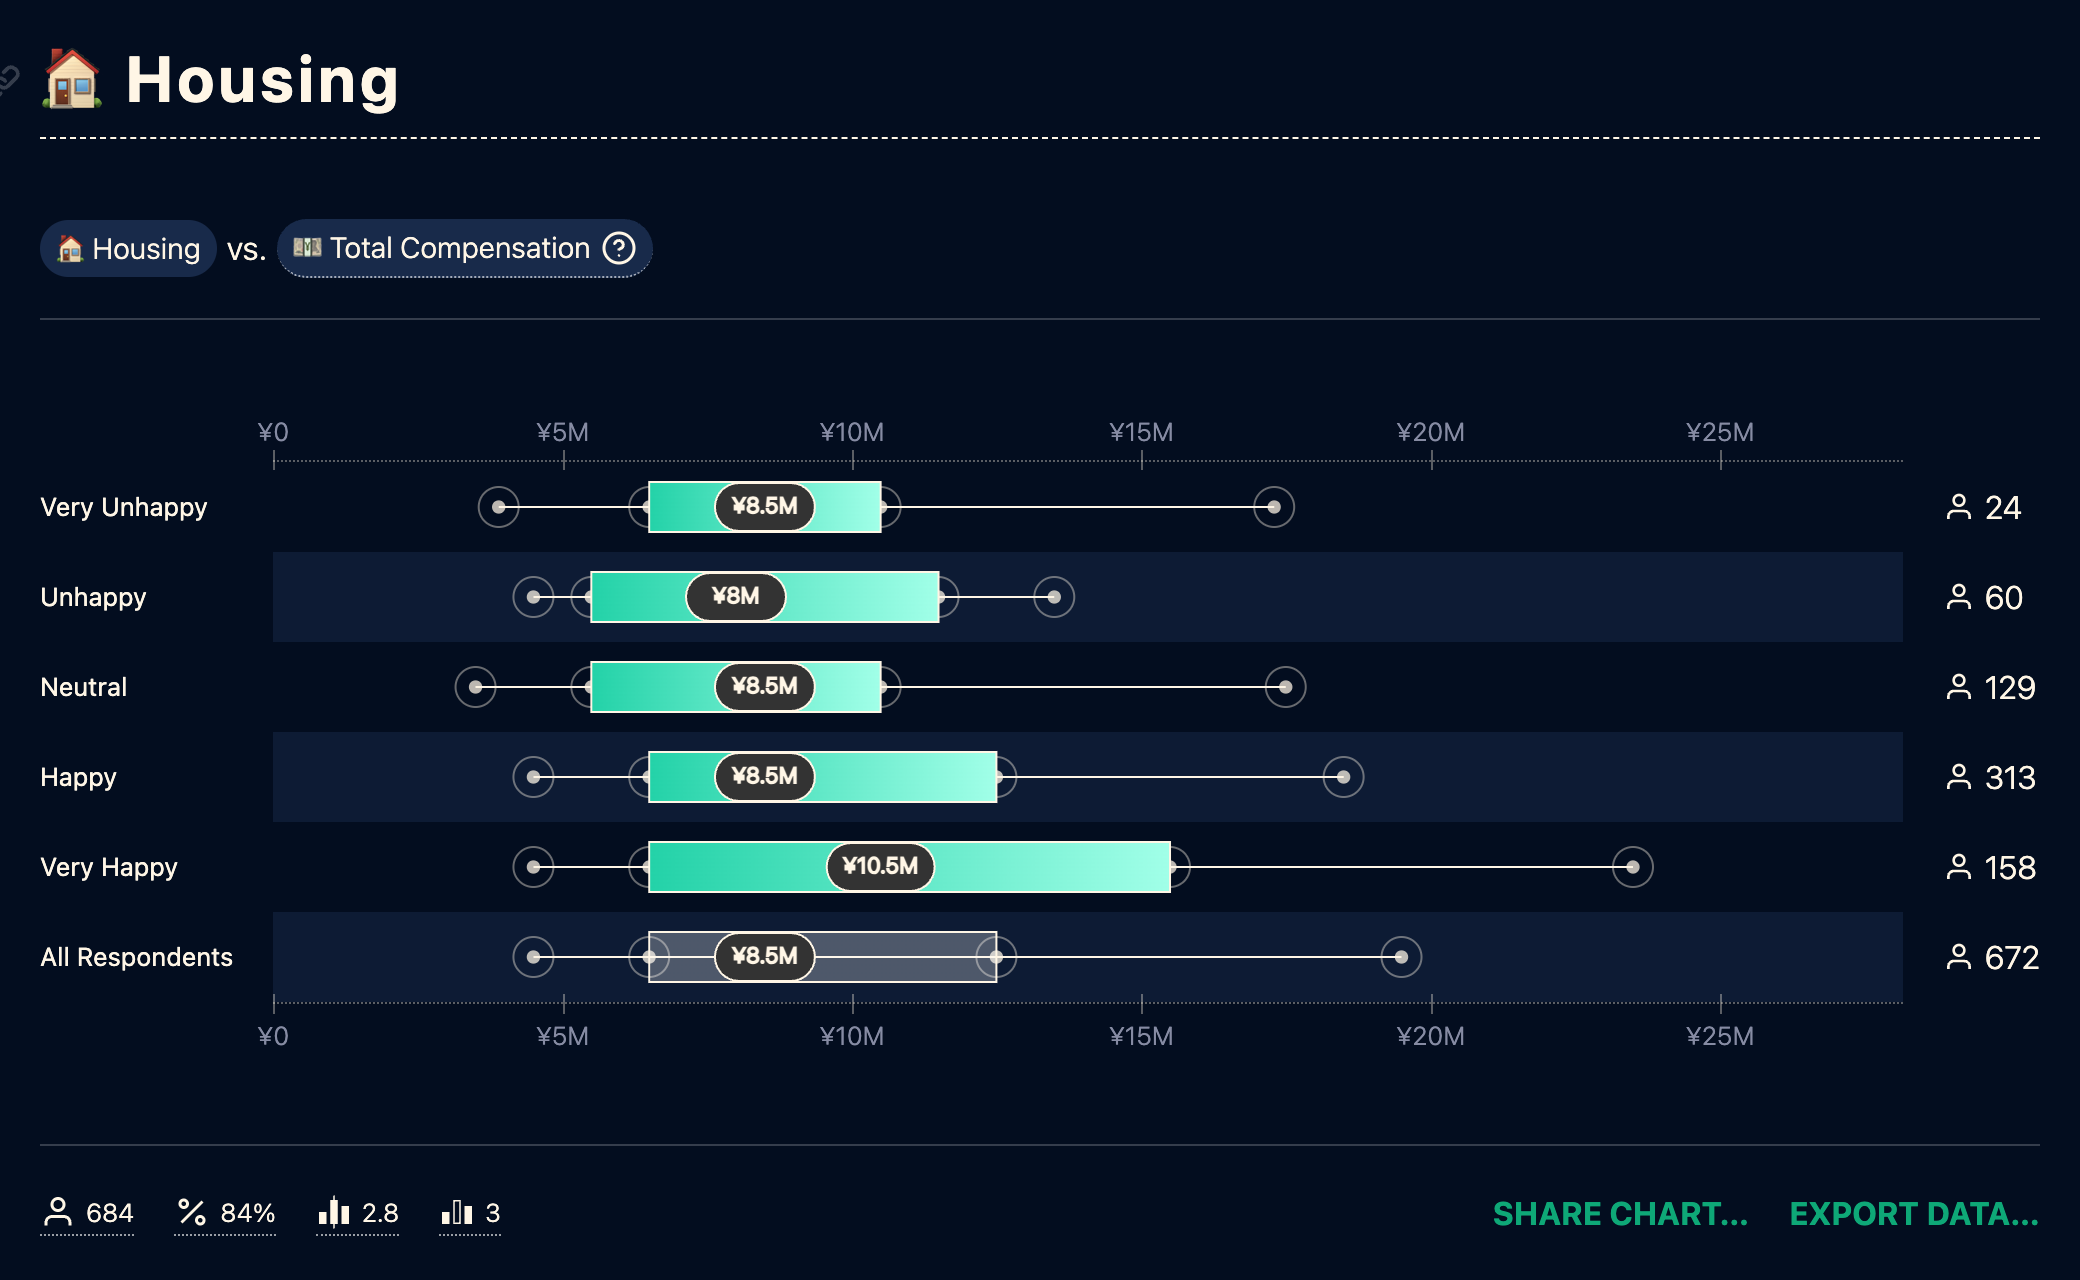 Housing
Housing vs. Total Compensation ?
¥0 ¥5M ¥10M ¥15M ¥20M ¥25M
Very Unhappy ¥8.5M 24
Unhappy ¥8M 60
Neutral ¥8.5M 129
Happy ¥8.5M 313
Very Happy ¥10.5M 158
All Respondents ¥8.5M 672
¥0 ¥5M ¥10M ¥15M ¥20M ¥25M
684 % 84% 2.8 3 SHARE CHART... EXPORT DATA...